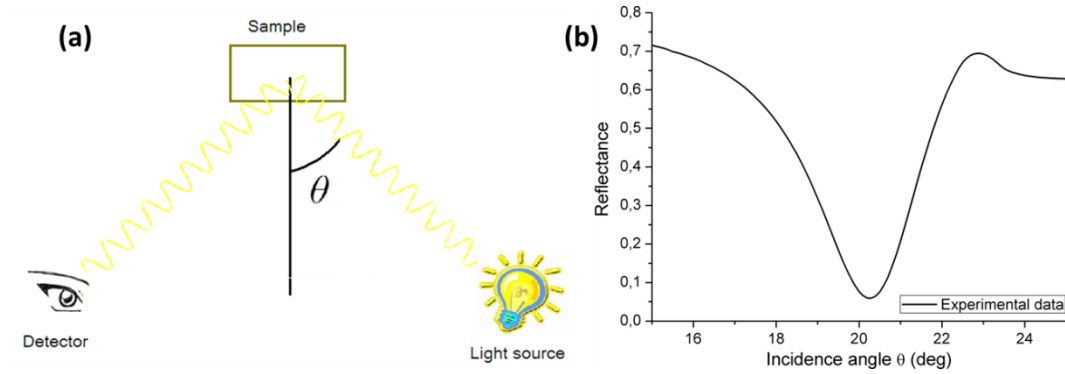 (a)
Sample
θ
Detector
Light source
(b)
Reflectance
0,8
0,7
0,6
0,5
0,4
0,3
0,2
0,1
0,0
16 18 20 22 24
Incidence angle θ (deg)
Experimental data